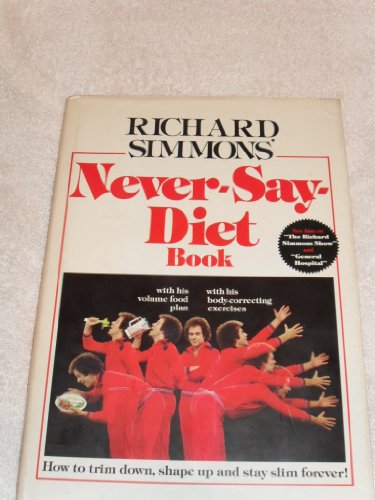 RICHARD
SIMMONS'
Never-Say-
Diet
Book
See him on
"The Richard
Simmons Show"
and
"General
Hospital"
with his
volume food
plan
with his
body-correcting
exercises
How to trim down, shape up and stay slim forever!